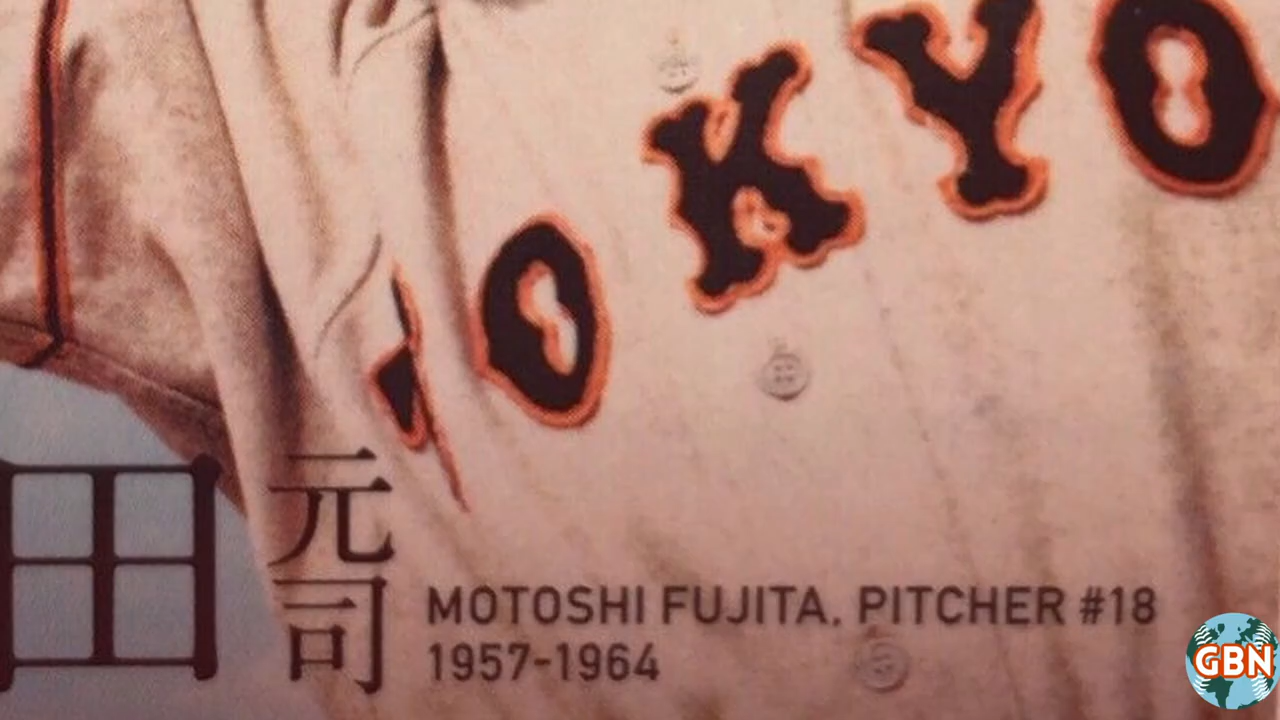 OKYO
田 元司
MOTOSHI FUJITA, PITCHER #18
1957-1964
GBN